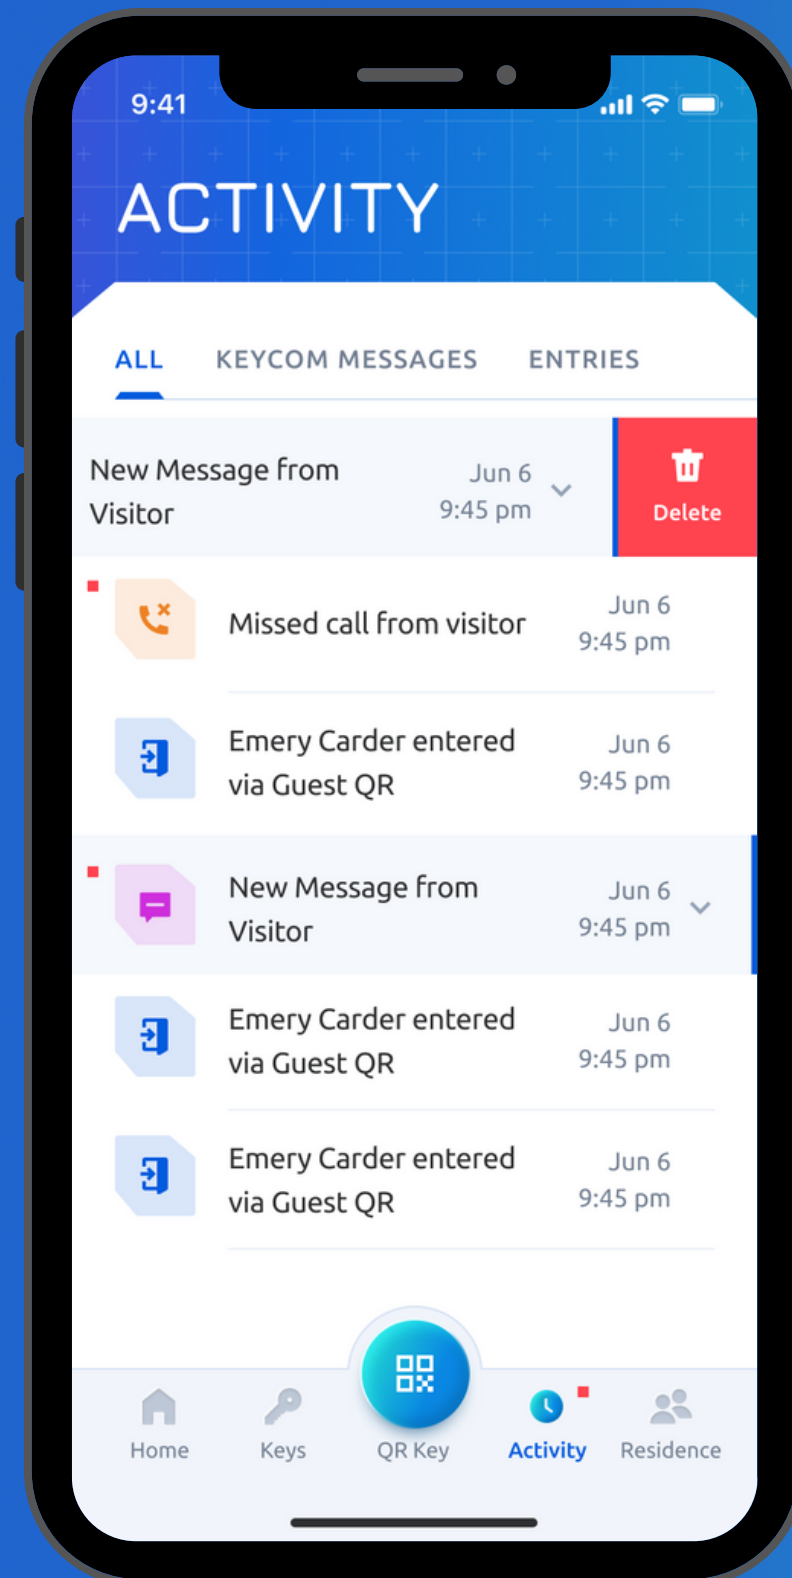 9:41
ACTIVITY
ALL KEYCOM MESSAGES ENTRIES
New Message from
Visitor
Jun 6
9:45 pm
Delete
Missed call from visitor
Jun 6
9:45 pm
Emery Carder entered
via Guest QR
Jun 6
9:45 pm
New Message from
Visitor
Jun 6
9:45 pm
Emery Carder entered
via Guest QR
Jun 6
9:45 pm
Emery Carder entered
via Guest QR
Jun 6
9:45 pm
Home Keys QR Key Activity Residence